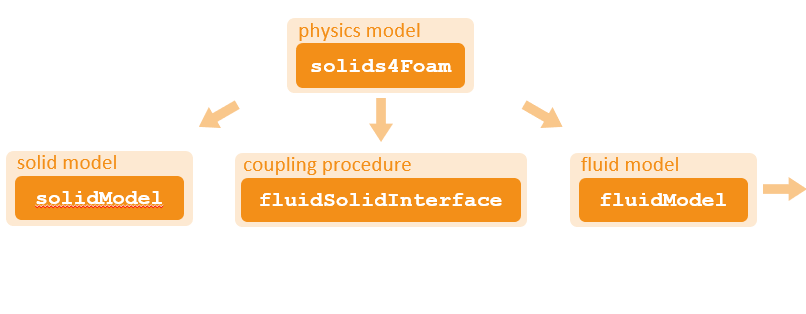 physics model
solids4Foam
solid model
solidModel
coupling procedure
fluidSolidInterface
fluid model
fluidModel